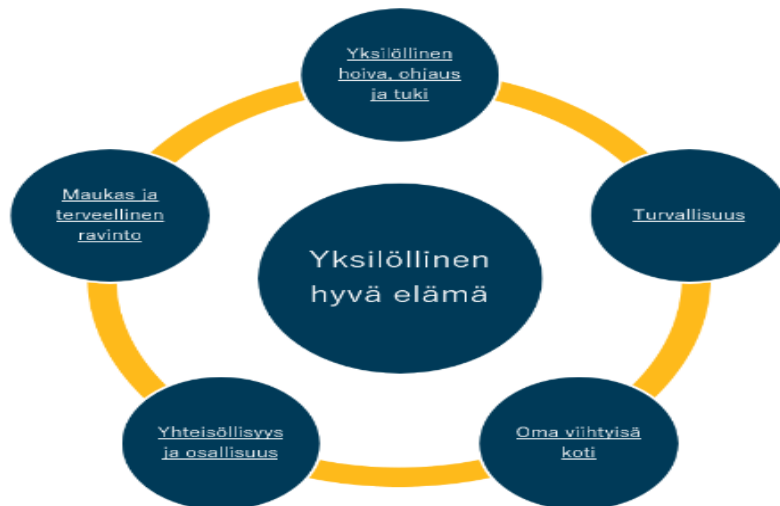 Yksilöllinen
hoiva, ohjaus
ja tuki
Maukas ja
terveellinen
ravinto
Turvallisuus
Yksilöllinen
hyvä elämä
Yhteisöllisyys
ja osallisuus
Oma viihtyisä
koti